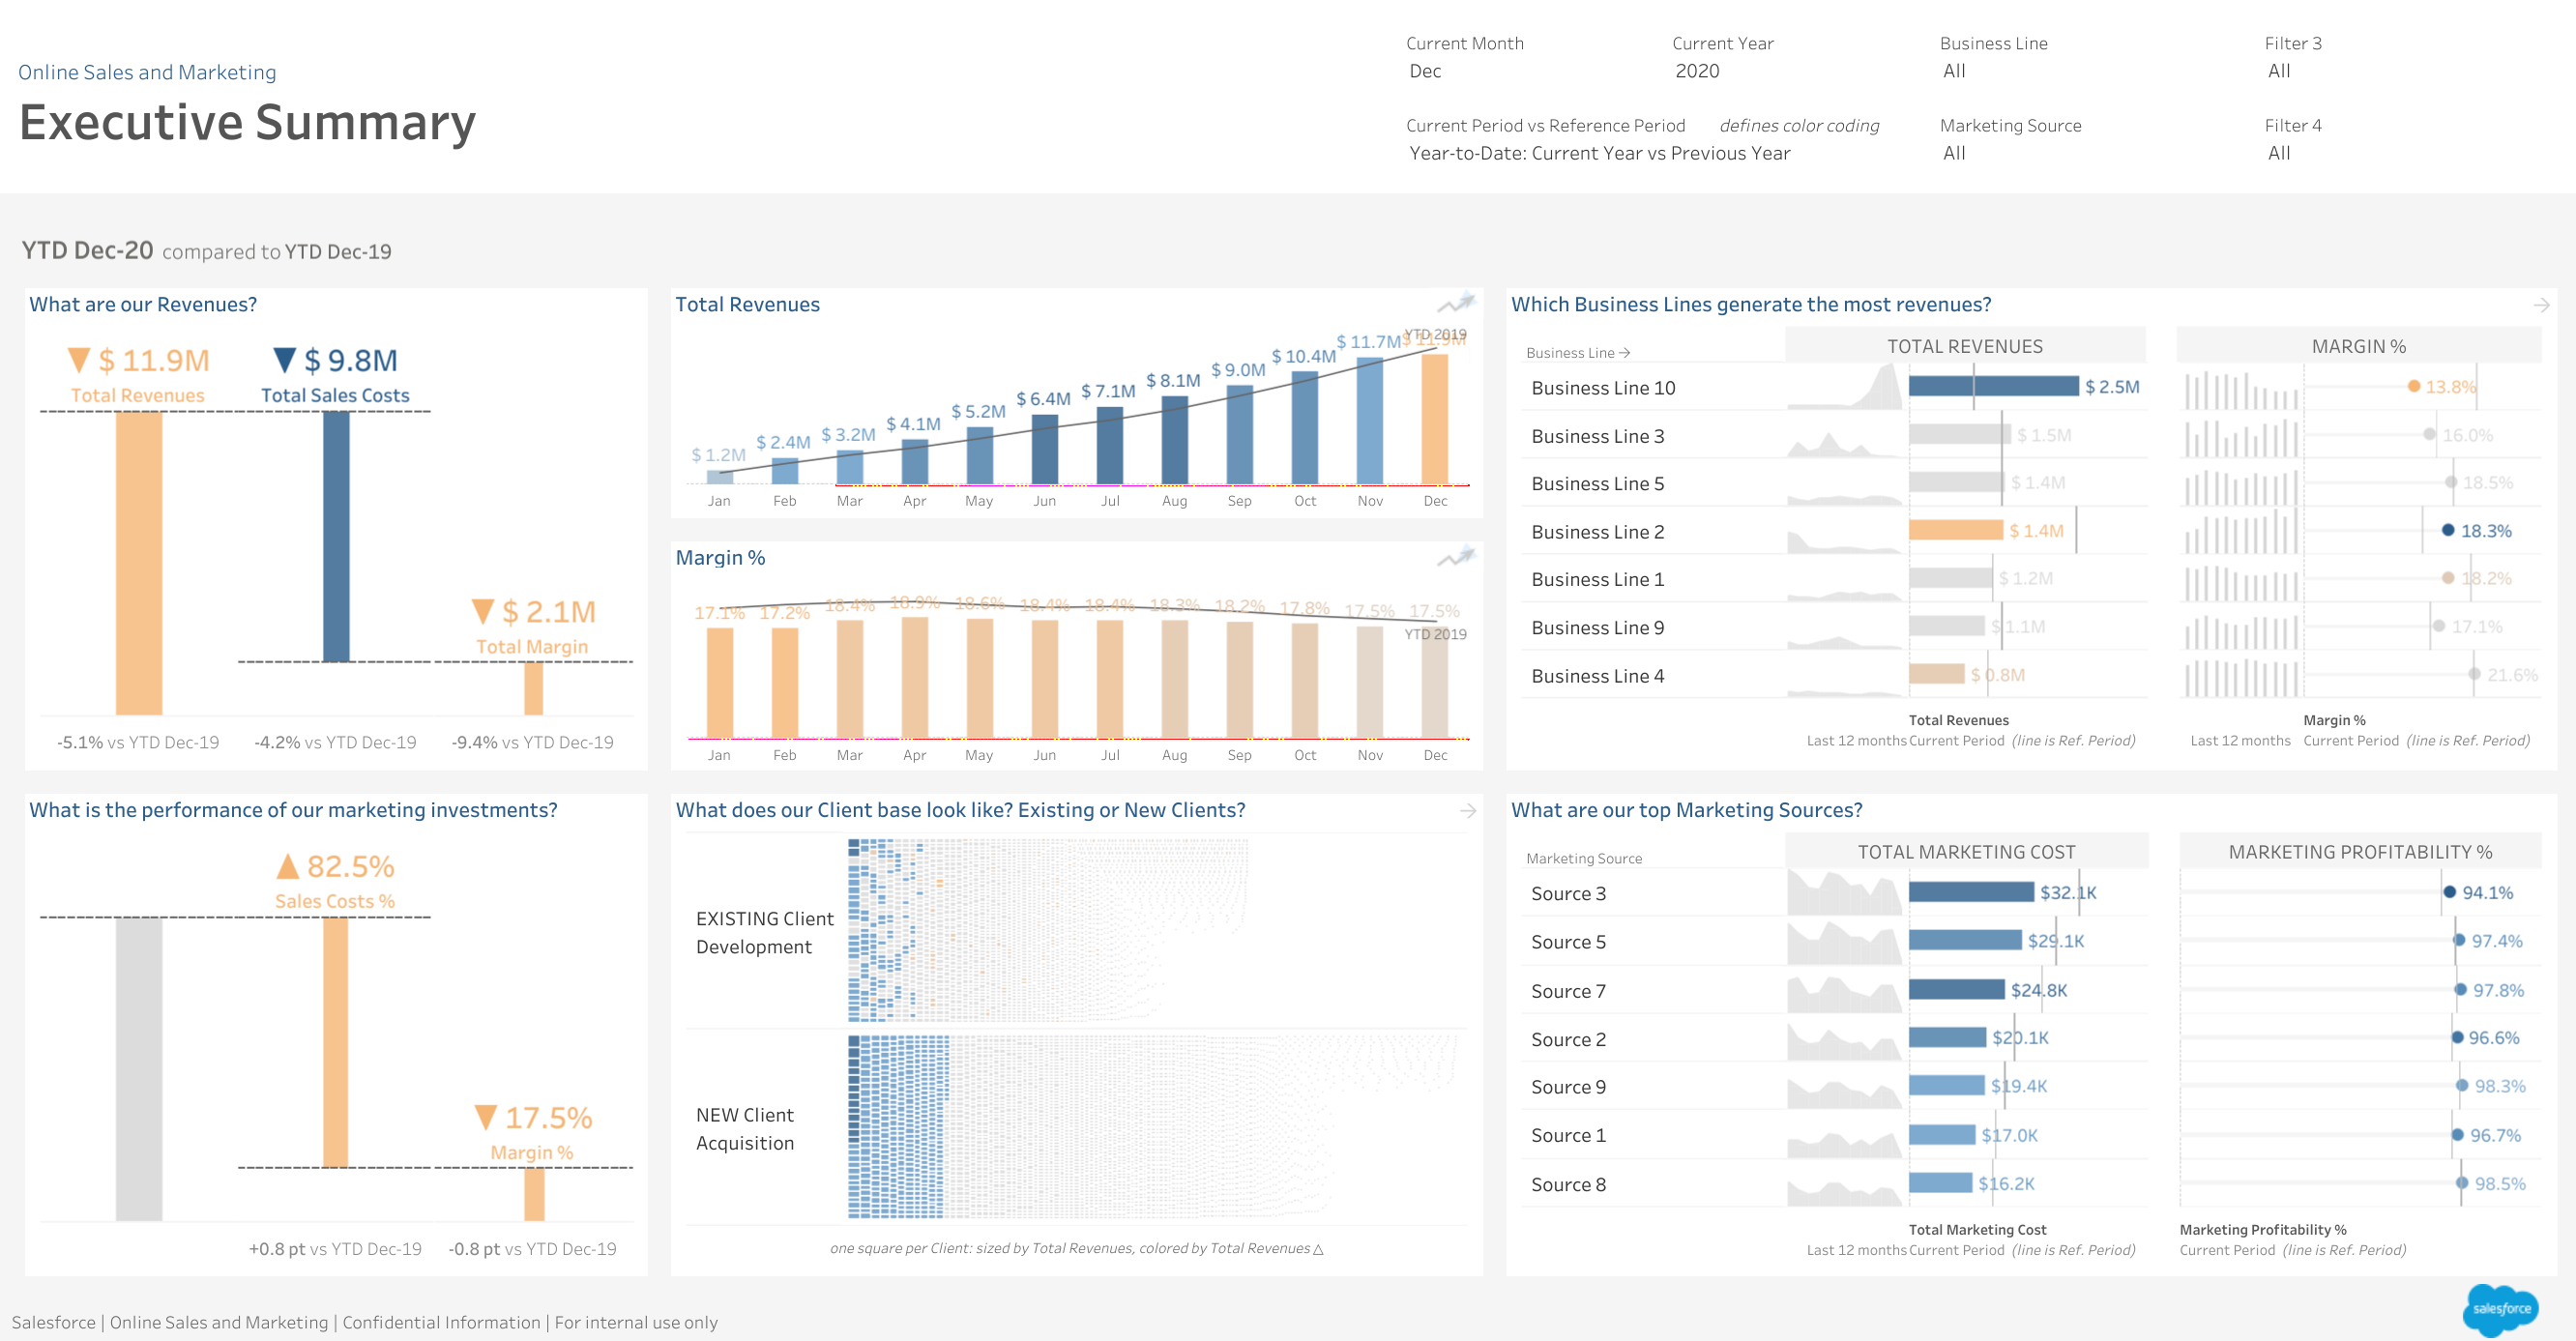 Online Sales and Marketing
Executive Summary
Current Month
Dec
Current Year
2020
Business Line
All
Filter 3
All
Current Period vs Reference Period defines color coding
Year-to-Date: Current Year vs Previous Year
Marketing Source
All
Filter 4
All
YTD Dec-20 compared to YTD Dec-19
What are our Revenues?
▼ $ 11.9M
Total Revenues
▼ $ 9.8M
Total Sales Costs
▼ $ 2.1M
Total Margin
-5.1% vs YTD Dec-19
-4.2% vs YTD Dec-19
-9.4% vs YTD Dec-19
Total Revenues
$ 1.2M
$ 2.4M
$ 3.2M
$ 4.1M
$ 5.2M
$ 6.4M
$ 7.1M
$ 8.1M
$ 9.0M
$ 10.4M
$ 11.7M
$ 11.9M
YTD 2019
Jan Feb Mar Apr May Jun Jul Aug Sep Oct Nov Dec
Margin %
17.1% 17.2% 18.4% 18.9% 18.6% 18.4% 18.4% 18.3% 18.2% 17.8% 17.5% 17.5%
YTD 2019
Jan Feb Mar Apr May Jun Jul Aug Sep Oct Nov Dec
Which Business Lines generate the most revenues? →
Business Line → TOTAL REVENUES MARGIN %
Business Line 10 $ 2.5M 13.8%
Business Line 3 $ 1.5M 16.0%
Business Line 5 $ 1.4M 18.5%
Business Line 2 $ 1.4M 18.3%
Business Line 1 $ 1.2M 18.2%
Business Line 9 $ 1.1M 17.1%
Business Line 4 $ 0.8M 21.6%
Total Revenues
Last 12 months Current Period (line is Ref. Period)
Margin %
Last 12 months Current Period (line is Ref. Period)
What is the performance of our marketing investments?
▲ 82.5%
Sales Costs %
▼ 17.5%
Margin %
+0.8 pt vs YTD Dec-19
-0.8 pt vs YTD Dec-19
What does our Client base look like? Existing or New Clients? →
EXISTING Client
Development
NEW Client
Acquisition
one square per Client: sized by Total Revenues, colored by Total Revenues △
What are our top Marketing Sources?
Marketing Source TOTAL MARKETING COST MARKETING PROFITABILITY %
Source 3 $32.1K 94.1%
Source 5 $29.1K 97.4%
Source 7 $24.8K 97.8%
Source 2 $20.1K 96.6%
Source 9 $19.4K 98.3%
Source 1 $17.0K 96.7%
Source 8 $16.2K 98.5%
Total Marketing Cost
Last 12 months Current Period (line is Ref. Period)
Marketing Profitability %
Current Period (line is Ref. Period)
Salesforce | Online Sales and Marketing | Confidential Information | For internal use only
salesforce